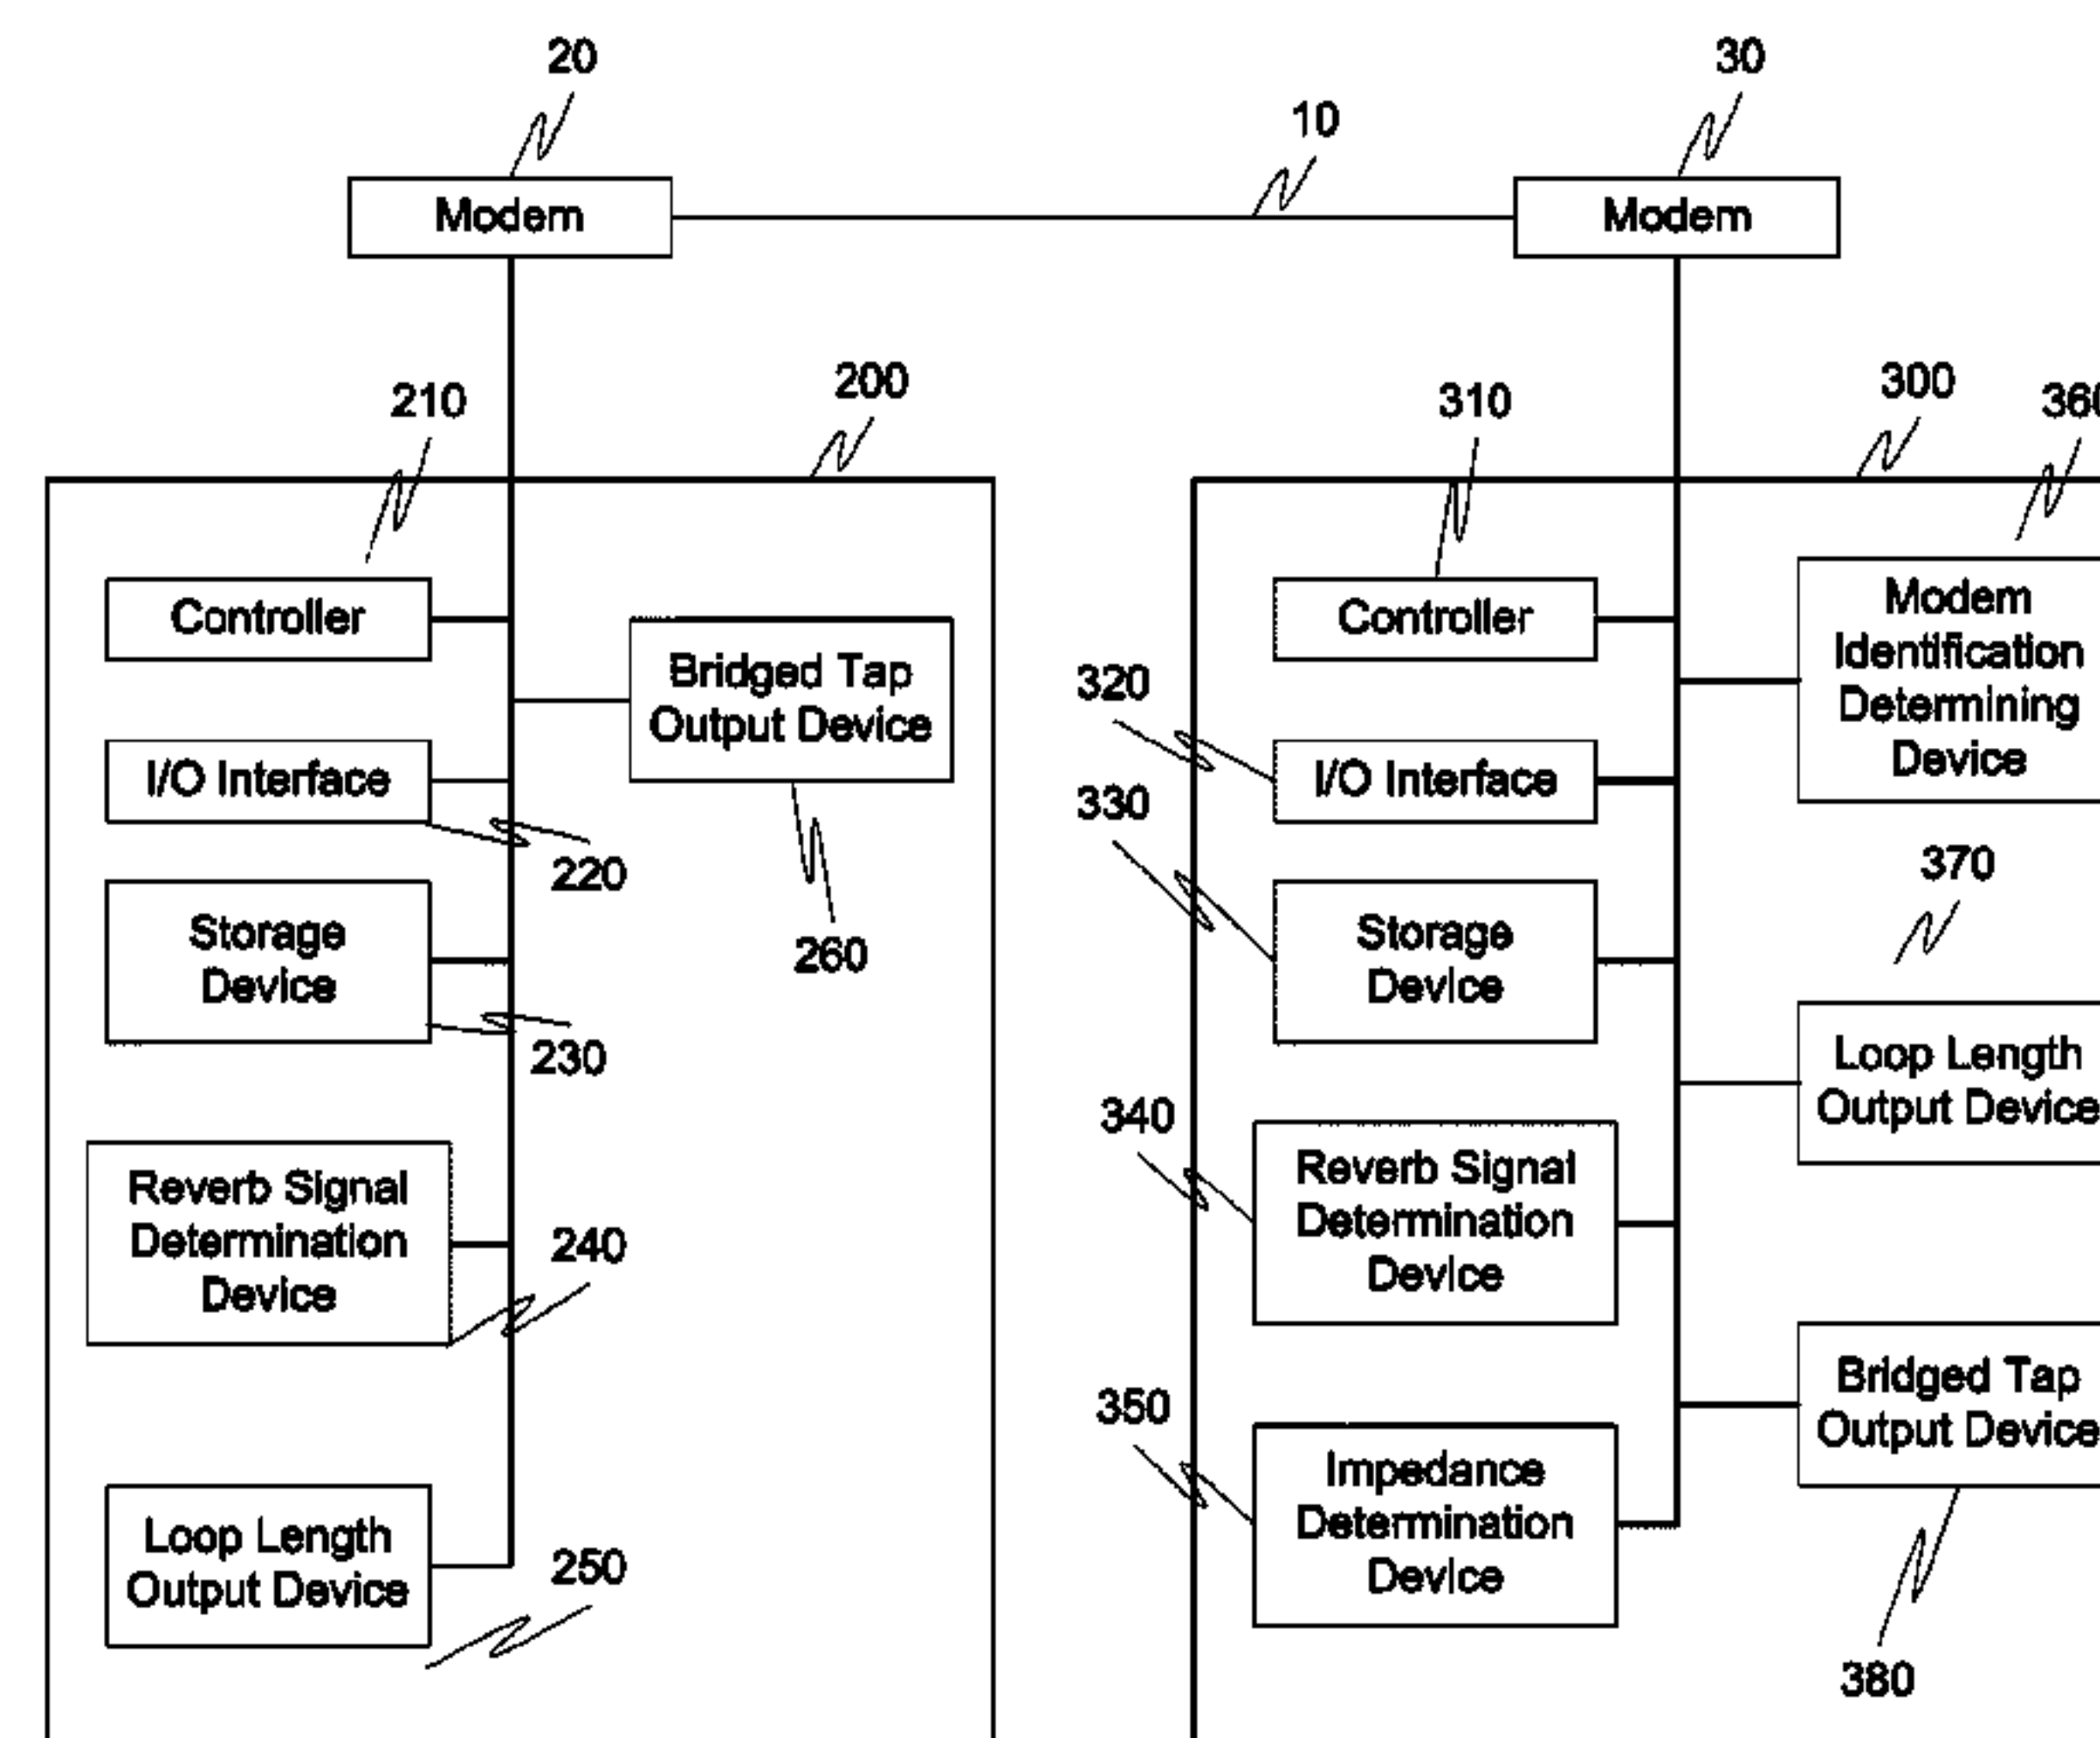 20
30
10
Modem
Modem
200
210
300
310
360
Controller
Bridged Tap
Output Device
I/O Interface
220
260
Storage
Device
230
Reverb Signal
Determination
Device
240
Loop Length
Output Device
250
Controller
Modem
Identification
Determining
Device
320
I/O Interface
330
370
Storage
Device
Loop Length
Output Device
340
Reverb Signal
Determination
Device
350
Impedance
Determination
Device
Bridged Tap
Output Device
380